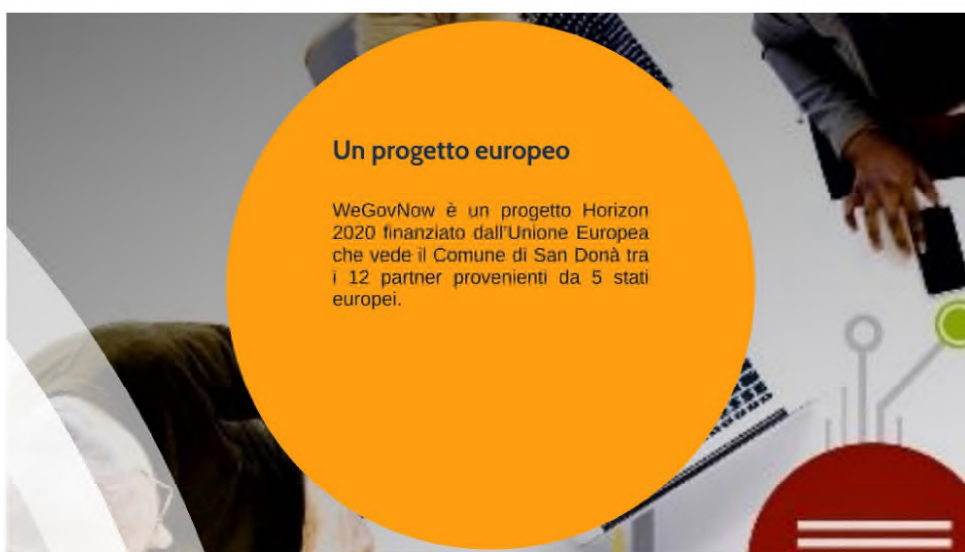 Un progetto europeo
WeGovNow è un progetto Horizon
2020 finanziato dall'Unione Europea
che vede il Comune di San Donà tra
i 12 partner provenienti da 5 stati
europei.